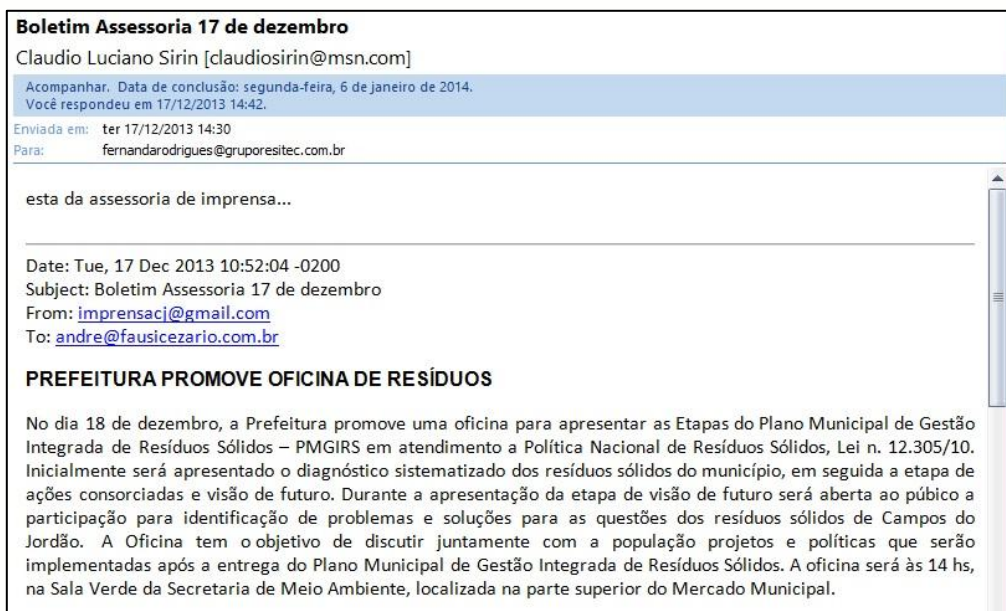 Boletim Assessoria 17 de dezembro
Claudio Luciano Sirin [claudiosirin@msn.com]
Acompanhar. Data de conclusão: segunda-feira, 6 de janeiro de 2014.
Você respondeu em 17/12/2013 14:42.
Enviada em: ter 17/12/2013 14:30
Para: fernandarodrigues@gruporesitec.com.br
esta da assessoria de imprensa...
Date: Tue, 17 Dec 2013 10:52:04 -0200
Subject: Boletim Assessoria 17 de dezembro
From: imprensacj@gmail.com
To: andre@fausicezario.com.br
PREFEITURA PROMOVE OFICINA DE RESÍDUOS
No dia 18 de dezembro, a Prefeitura promove uma oficina para apresentar as Etapas do Plano Municipal de Gestão
Integrada de Resíduos Sólidos – PMGIRS em atendimento a Política Nacional de Resíduos Sólidos, Lei n. 12.305/10.
Inicialmente será apresentado o diagnóstico sistematizado dos resíduos sólidos do município, em seguida a etapa de
ações consorciadas e visão de futuro. Durante a apresentação da etapa de visão de futuro será aberta ao púbico a
participação para identificação de problemas e soluções para as questões dos resíduos sólidos de Campos do
Jordão. A Oficina tem o objetivo de discutir juntamente com a população projetos e políticas que serão
implementadas após a entrega do Plano Municipal de Gestão Integrada de Resíduos Sólidos. A oficina será às 14 hs,
na Sala Verde da Secretaria de Meio Ambiente, localizada na parte superior do Mercado Municipal.